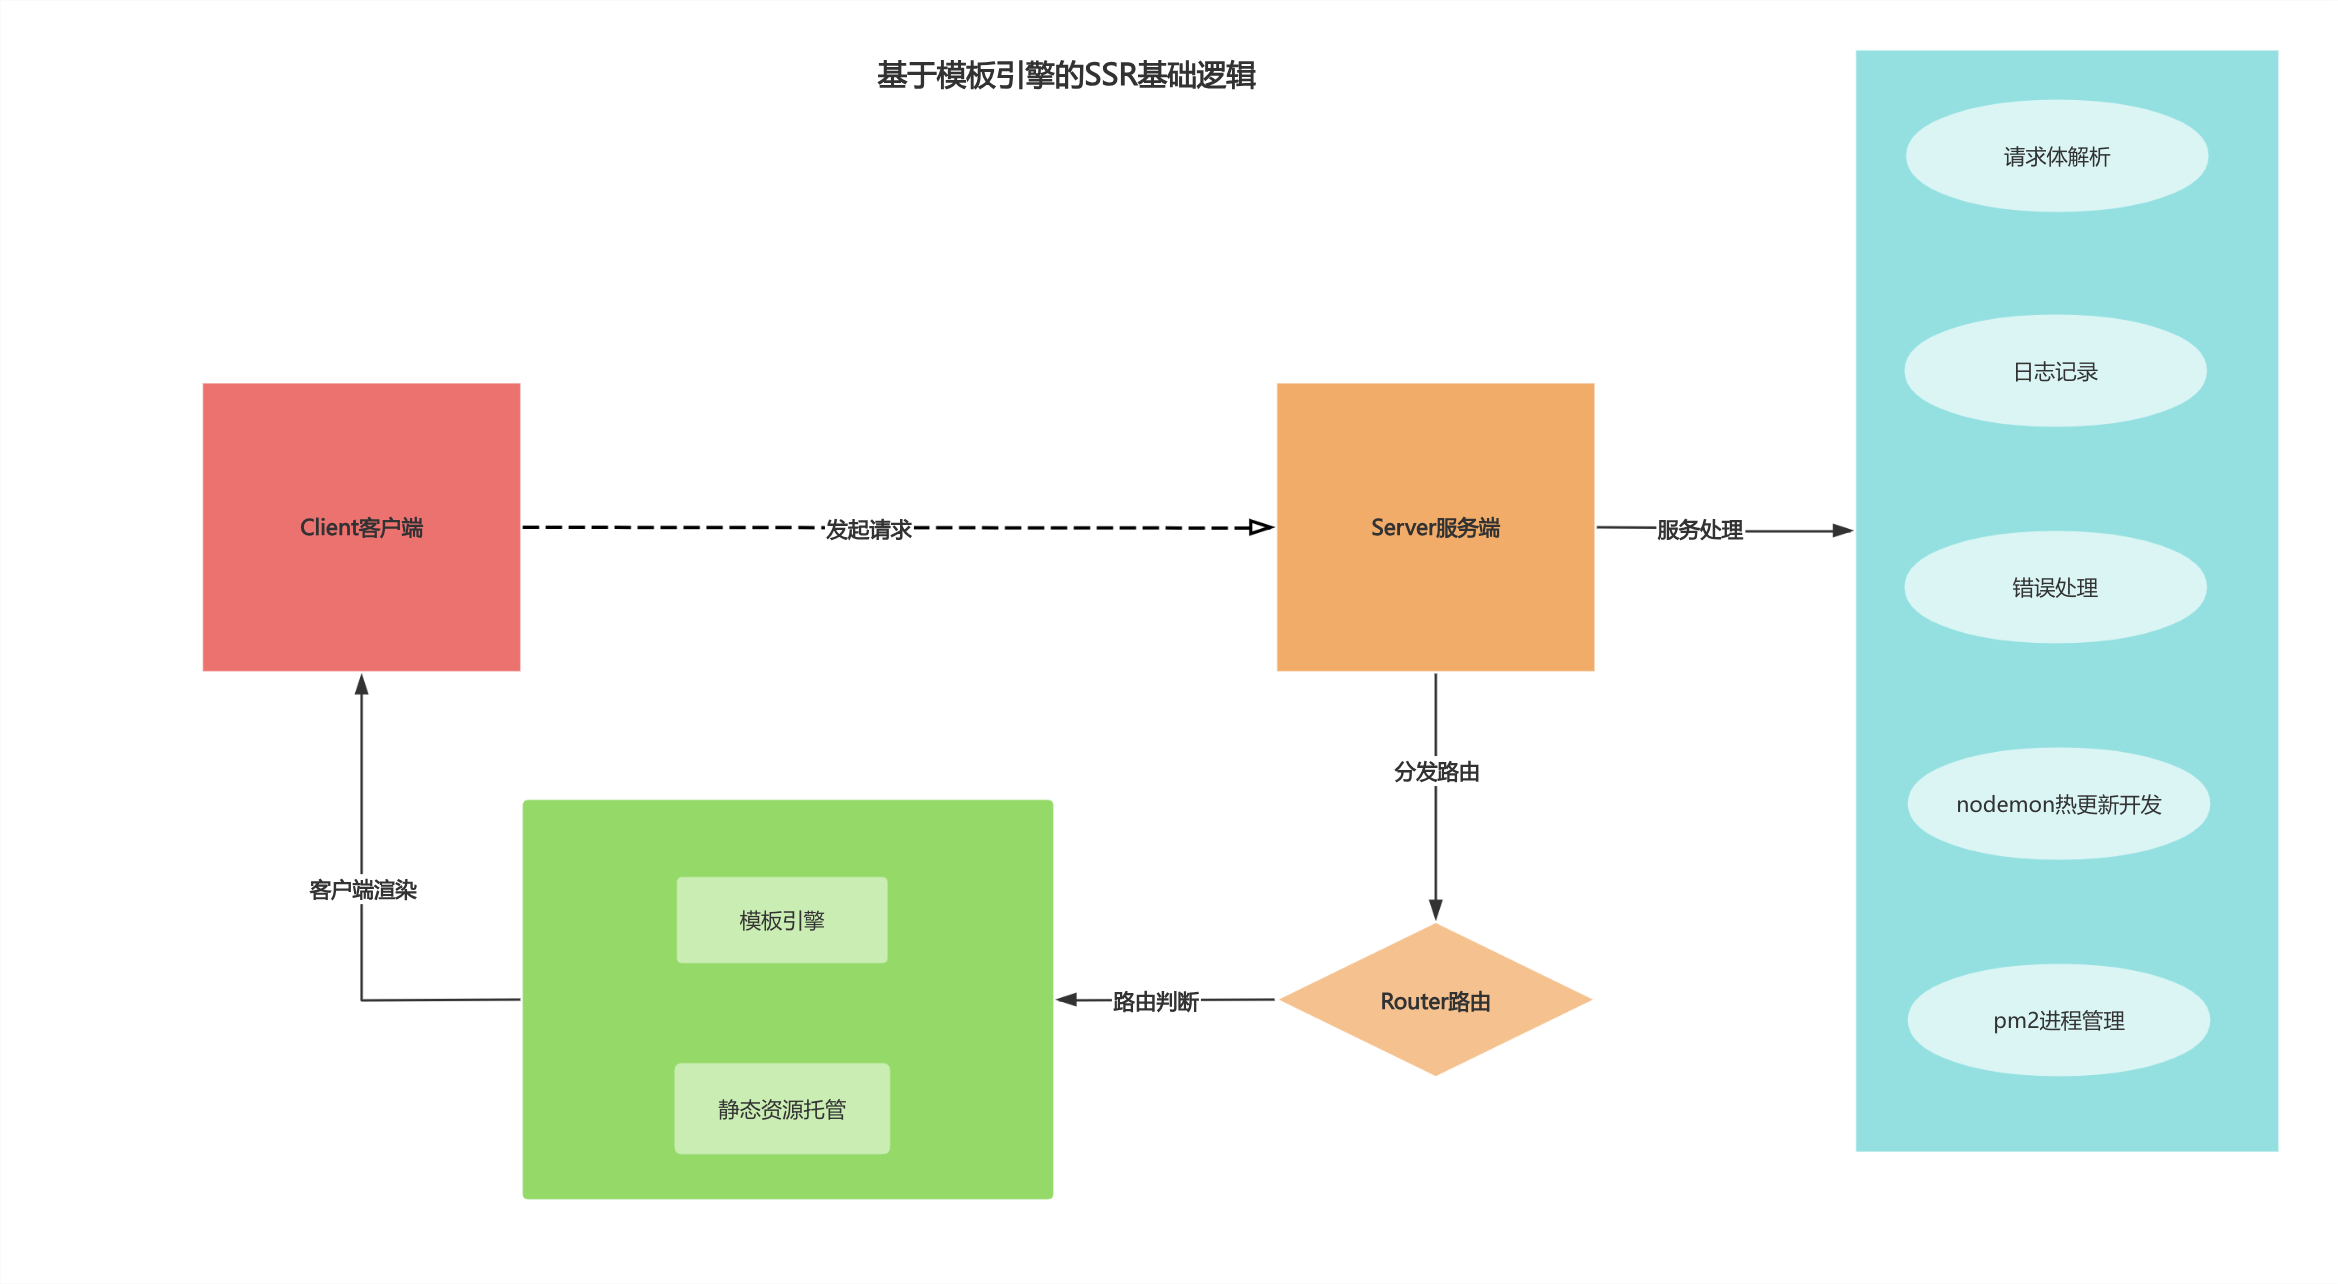 基于模板引擎的SSR基础逻辑
Client客户端
发起请求
Server服务端
服务处理
请求体解析
日志记录
错误处理
nodemon热更新开发
pm2进程管理
分发路由
Router路由
路由判断
模板引擎
静态资源托管
客户端渲染